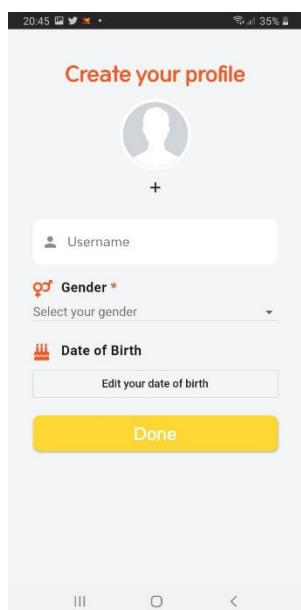 20:45 35%
Create your profile
+
Username
Gender *
Select your gender
Date of Birth
Edit your date of birth
Done